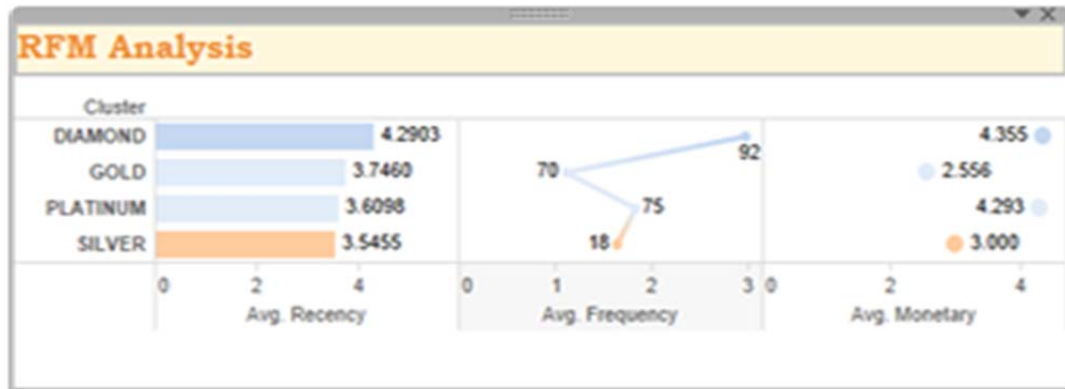 RFM Analysis
Cluster
DIAMOND 4.2903 92 4.355
GOLD 3.7460 70 2.556
PLATINUM 3.6098 75 4.293
SILVER 3.5455 18 3.000
0 2 4 0 1 2 3 0 2 4
Avg. Recency Avg. Frequency Avg. Monetary